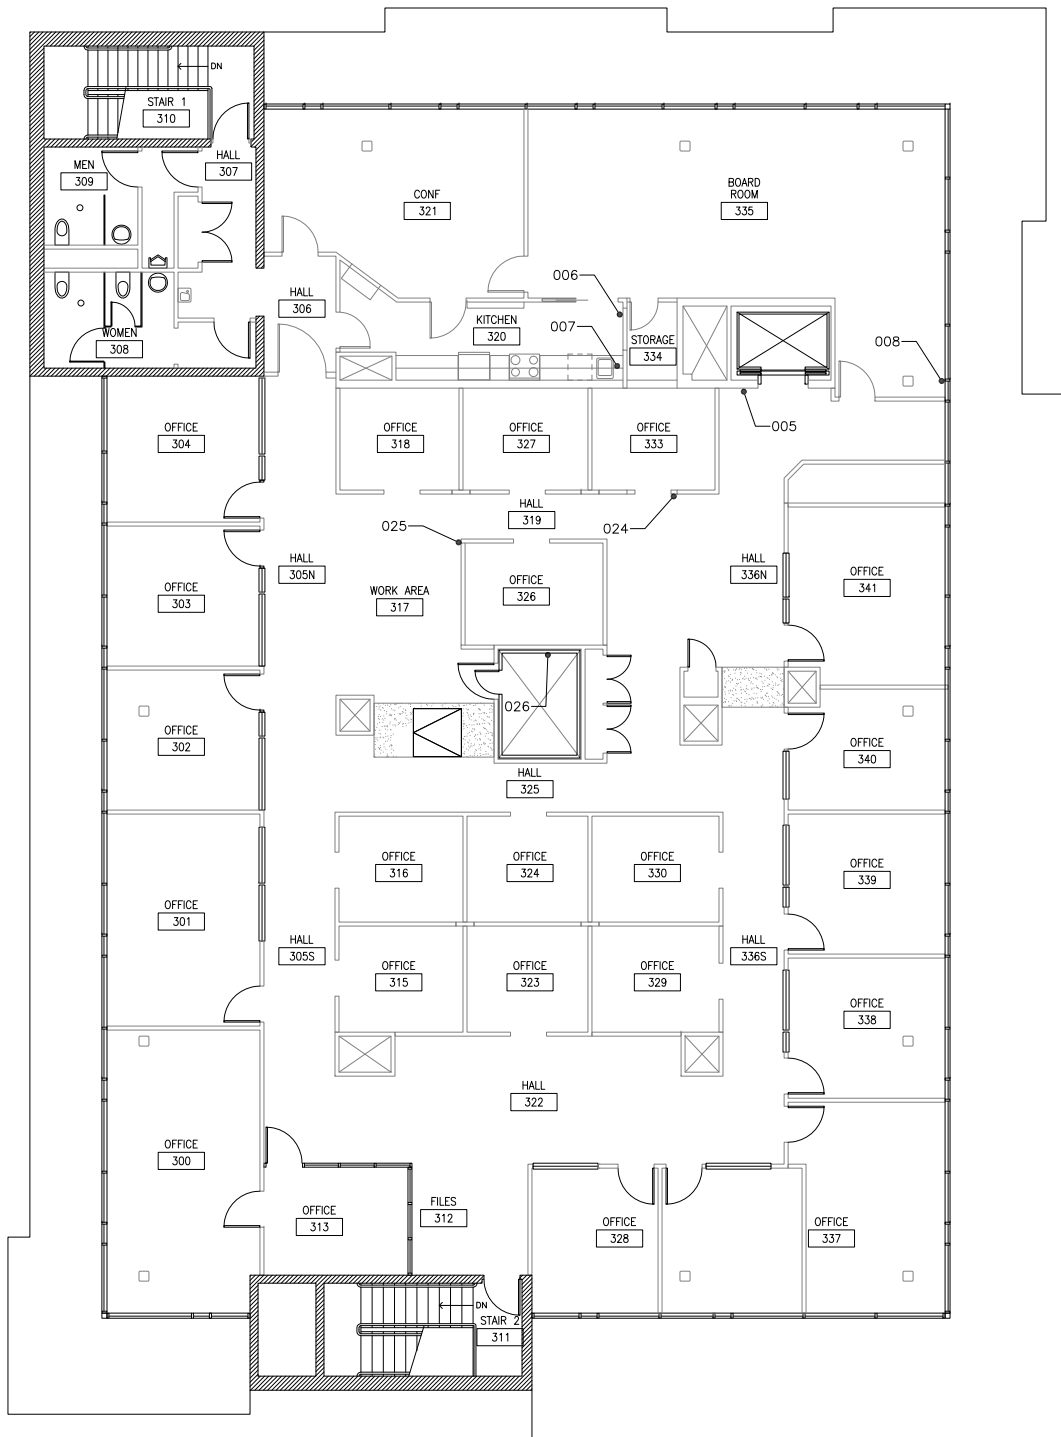 DN
STAIR 1
310
HALL
307
MEN
309
CONF
321
BOARD
ROOM
335
006
HALL
306
KITCHEN
320
007
STORAGE
334
WOMEN
308
008
005
OFFICE
304
OFFICE
318
OFFICE
327
OFFICE
333
HALL
319
025
024
HALL
305N
WORK AREA
317
OFFICE
326
HALL
336N
OFFICE
341
OFFICE
303
026
OFFICE
302
OFFICE
340
HALL
325
OFFICE
316
OFFICE
324
OFFICE
330
OFFICE
339
OFFICE
301
HALL
305S
HALL
336S
OFFICE
315
OFFICE
323
OFFICE
329
OFFICE
338
HALL
322
OFFICE
300
OFFICE
313
FILES
312
OFFICE
328
OFFICE
337
DN
STAIR 2
311